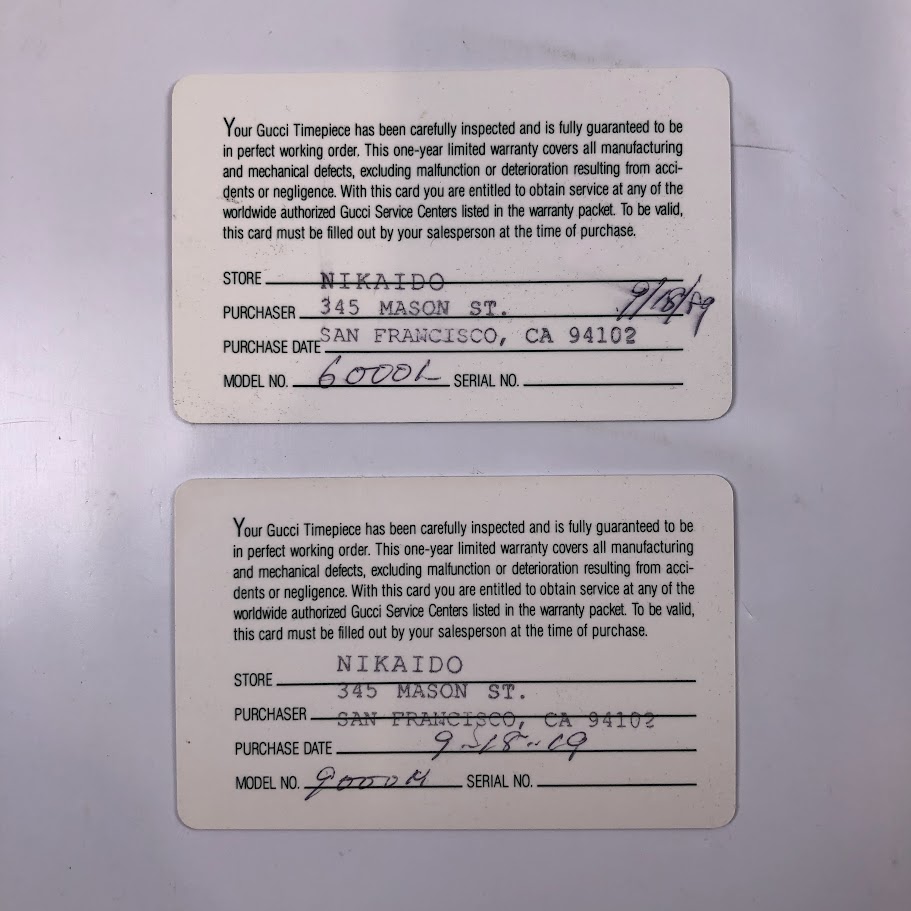 Your Gucci Timepiece has been carefully inspected and is fully guaranteed to be
in perfect working order. This one-year limited warranty covers all manufacturing
and mechanical defects, excluding malfunction or deterioration resulting from acci-
dents or negligence. With this card you are entitled to obtain service at any of the
worldwide authorized Gucci Service Centers listed in the warranty packet. To be valid,
this card must be filled out by your salesperson at the time of purchase.
STORE NIKAIDO
PURCHASER 345 MASON ST. 9/18/89
PURCHASE DATE SAN FRANCISCO, CA 94102
MODEL NO. 6000L SERIAL NO.
Your Gucci Timepiece has been carefully inspected and is fully guaranteed to be
in perfect working order. This one-year limited warranty covers all manufacturing
and mechanical defects, excluding malfunction or deterioration resulting from acci-
dents or negligence. With this card you are entitled to obtain service at any of the
worldwide authorized Gucci Service Centers listed in the warranty packet. To be valid,
this card must be filled out by your salesperson at the time of purchase.
NIKAIDO
STORE
345 MASON ST.
PURCHASER SAN FRANCISCO, CA 94102
PURCHASE DATE
MODEL NO. 9000M SERIAL NO.